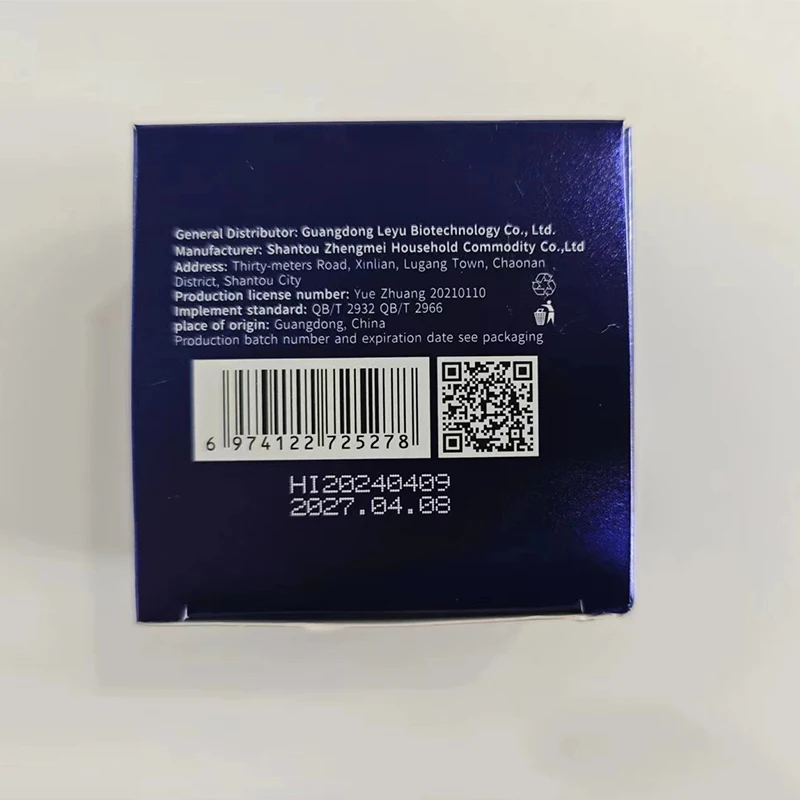 General Distributor: Guangdong Leyu Biotechnology Co., Ltd.
Manufacturer: Shantou Zhengmei Household Commodity Co.,Ltd
Address: Thirty-meters Road, Xinlian, Lugang Town, Chaonan
District, Shantou City
Production license number: Yue Zhuang 20210110
Implement standard: QB/T 2932 QB/T 2966
place of origin: Guangdong, China
Production batch number and expiration date see packaging
6 974122 725278
HI20240409
2027.04.08